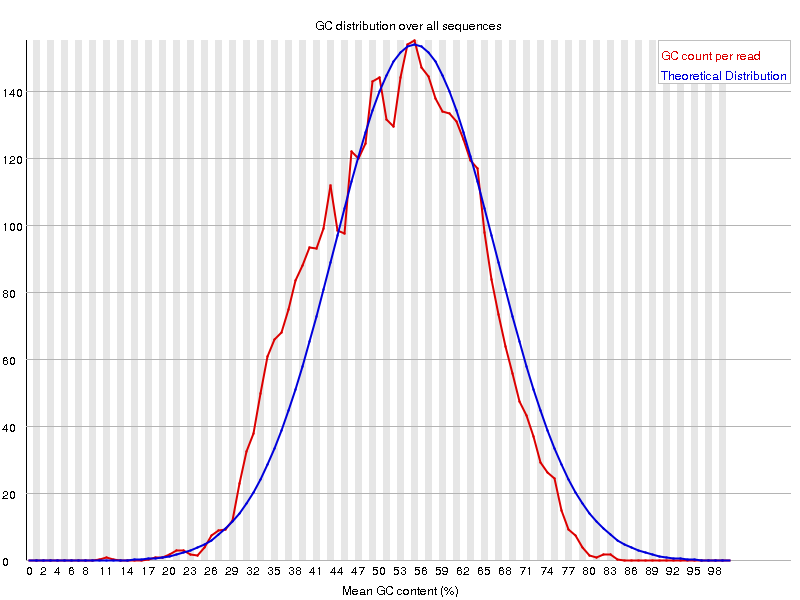 GC distribution over all sequences
GC count per read
Theoretical Distribution
140
120
100
80
60
40
20
0
0 2 4 6 8 11 14 17 20 23 26 29 32 35 38 41 44 47 50 53 56 59 62 65 68 71 74 77 80 83 86 89 92 95 98
Mean GC content (%)